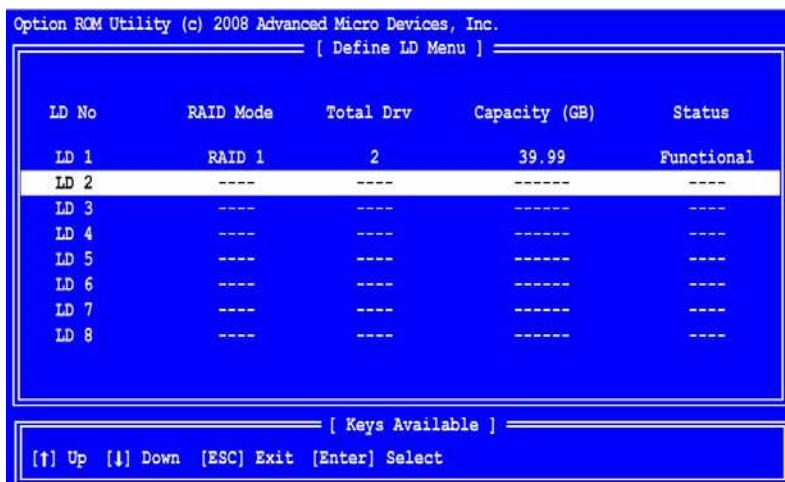 Option ROM Utility (c) 2008 Advanced Micro Devices, Inc.
[ Define LD Menu ]
LD No RAID Mode Total Drv Capacity (GB) Status
LD 1 RAID 1 2 39.99 Functional
LD 2 ---- ---- ------ ----
LD 3 ---- ---- ------ ----
LD 4 ---- ---- ------ ----
LD 5 ---- ---- ------ ----
LD 6 ---- ---- ------ ----
LD 7 ---- ---- ------ ----
LD 8 ---- ---- ------ ----
[ Keys Available ]
[↑] Up [↓] Down [ESC] Exit [Enter] Select